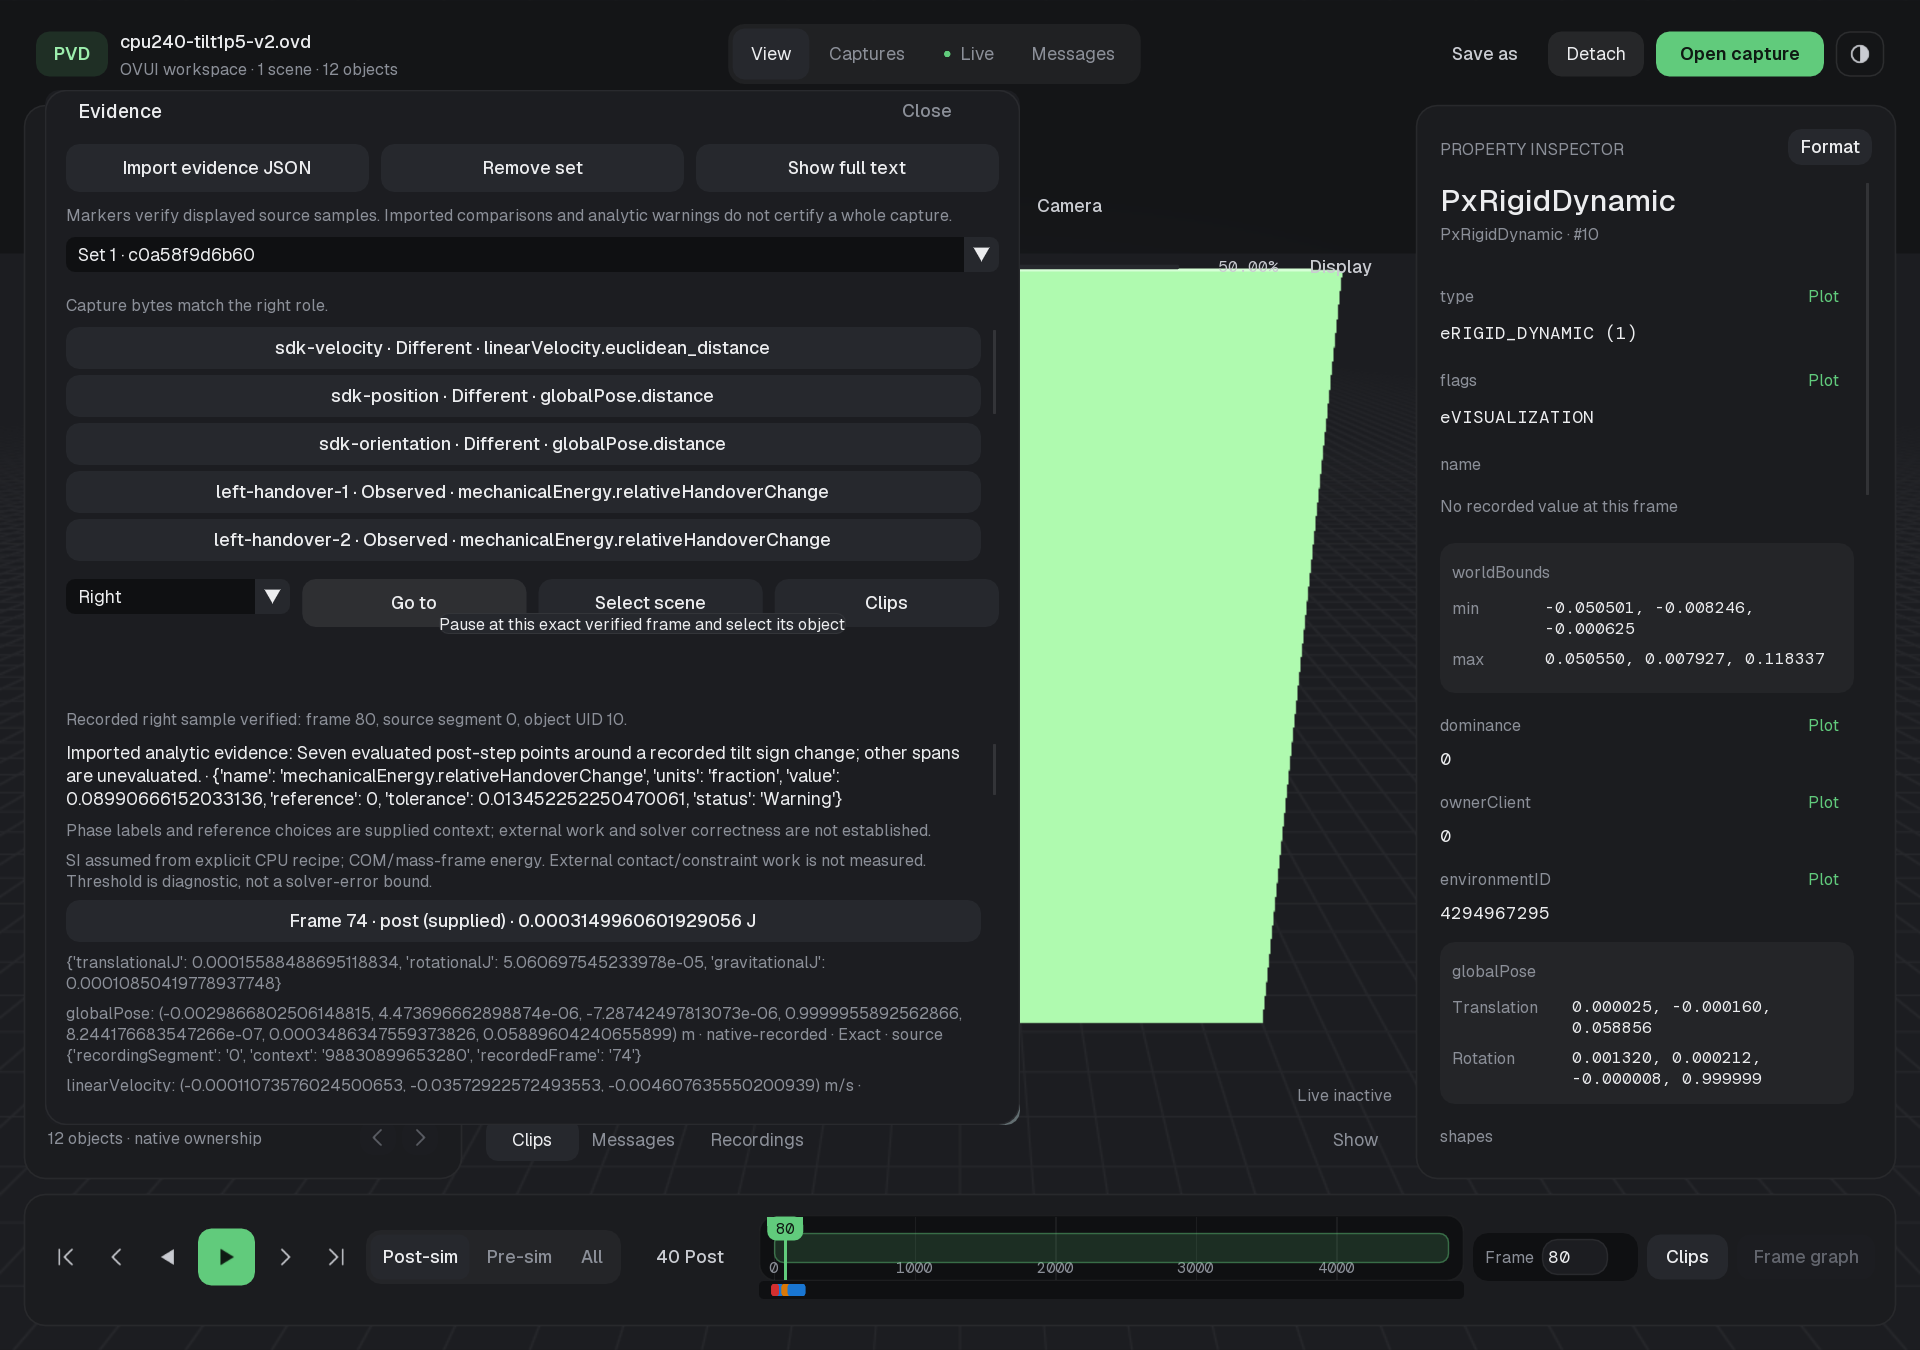 PVD
cpu240-tilt1p5-v2.ovd
OVUI workspace · 1 scene · 12 objects
View
Captures
Live
Messages
Save as
Detach
Open capture
Evidence
Close
Import evidence JSON
Remove set
Show full text
Markers verify displayed source samples. Imported comparisons and analytic warnings do not certify a whole capture.
Set 1 · c0a58f9d6b60
Capture bytes match the right role.
sdk-velocity · Different · linearVelocity.euclidean_distance
sdk-position · Different · globalPose.distance
sdk-orientation · Different · globalPose.distance
left-handover-1 · Observed · mechanicalEnergy.relativeHandoverChange
left-handover-2 · Observed · mechanicalEnergy.relativeHandoverChange
Right
Go to
Select scene
Clips
Pause at this exact verified frame and select its object
Recorded right sample verified: frame 80, source segment 0, object UID 10.
Imported analytic evidence: Seven evaluated post-step points around a recorded tilt sign change; other spans
are unevaluated. · {'name': 'mechanicalEnergy.relativeHandoverChange', 'units': 'fraction', 'value':
0.08990666152033136, 'reference': 0, 'tolerance': 0.013452252250470061, 'status': 'Warning'}
Phase labels and reference choices are supplied context; external work and solver correctness are not established.
SI assumed from explicit CPU recipe; COM/mass-frame energy. External contact/constraint work is not measured.
Threshold is diagnostic, not a solver-error bound.
Frame 74 · post (supplied) · 0.0003149960601929056 J
{'translationalJ': 0.00015588488695118834, 'rotationalJ': 5.060697545233978e-05, 'gravitationalJ':
0.00010850419778937748}
globalPose: (-0.0029866802506148815, 4.473696662898874e-06, -7.28742497813073e-06, 0.9999955892562866,
8.244176683547266e-07, 0.0003486347559373826, 0.05889604240655899) m · native-recorded · Exact · source
{'recordingSegment': '0', 'context': '98830899653280', 'recordedFrame': '74'}
linearVelocity: (-0.00011073576024500653, -0.03572922572493553, -0.004607635550200939) m/s ·
Camera
50.00%
Display
Live inactive
PROPERTY INSPECTOR
Format
PxRigidDynamic
PxRigidDynamic · #10
type
Plot
eRIGID_DYNAMIC (1)
flags
Plot
eVISUALIZATION
name
No recorded value at this frame
worldBounds
min
-0.050501, -0.008246,
-0.000625
max
0.050550, 0.007927, 0.118337
dominance
Plot
0
ownerClient
Plot
0
environmentID
Plot
4294967295
globalPose
Translation
0.000025, -0.000160,
0.058856
Rotation
0.001320, 0.000212,
-0.000008, 0.999999
shapes
12 objects · native ownership
Clips
Messages
Recordings
Show
Post-sim
Pre-sim
All
40 Post
80
0
1000
2000
3000
4000
Frame
80
Clips
Frame graph